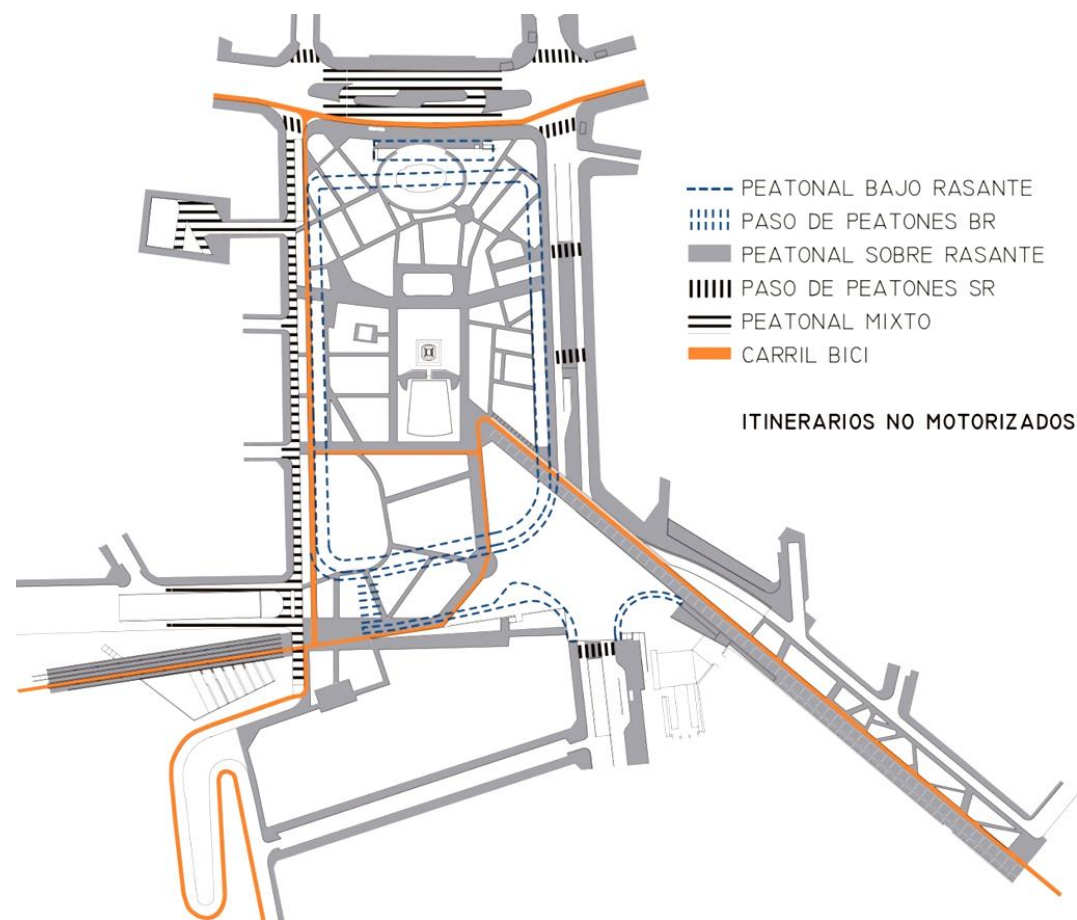 PEATONAL BAJO RASANTE
PASO DE PEATONES BR
PEATONAL SOBRE RASANTE
PASO DE PEATONES SR
PEATONAL MIXTO
CARRIL BICI
ITINERARIOS NO MOTORIZADOS